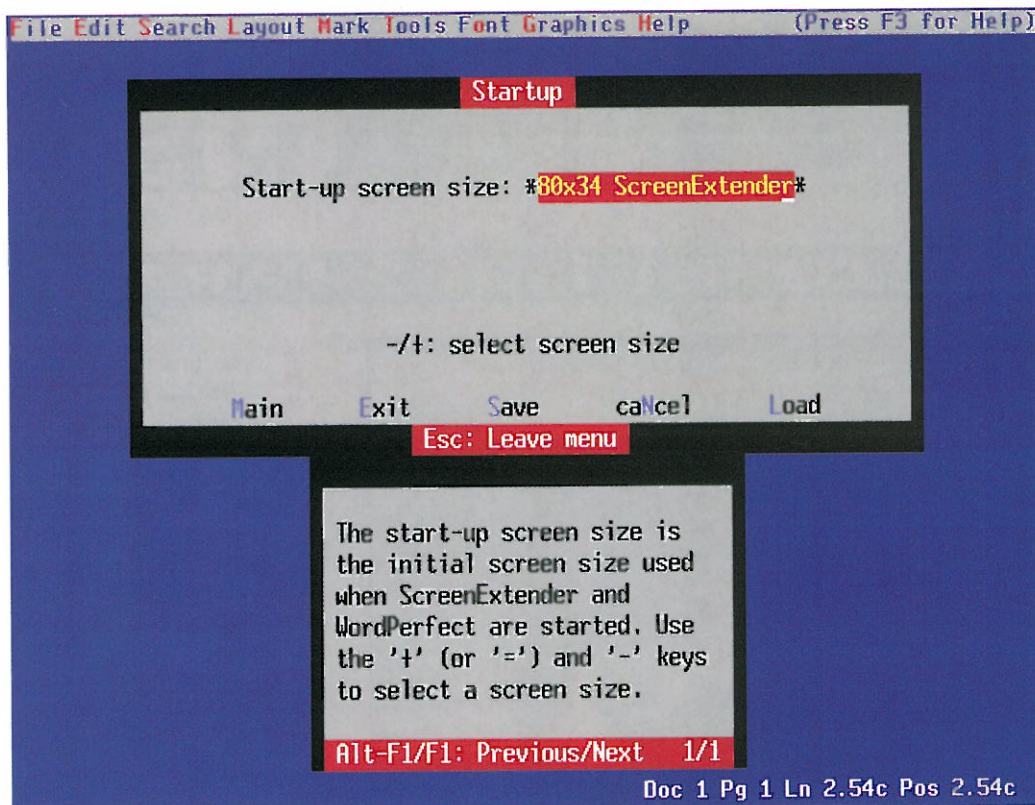 File Edit Search Layout Mark Tools Font Graphics Help (Press F3 for Help)
Startup
Start-up screen size: *80x34 ScreenExtender*
-/+: select screen size
Main Exit Save caNcel Load
Esc: Leave menu
The start-up screen size is
the initial screen size used
when ScreenExtender and
WordPerfect are started. Use
the '+' (or '=') and '-' keys
to select a screen size.
Alt-F1/F1: Previous/Next 1/1
Doc 1 Pg 1 Ln 2.54c Pos 2.54c